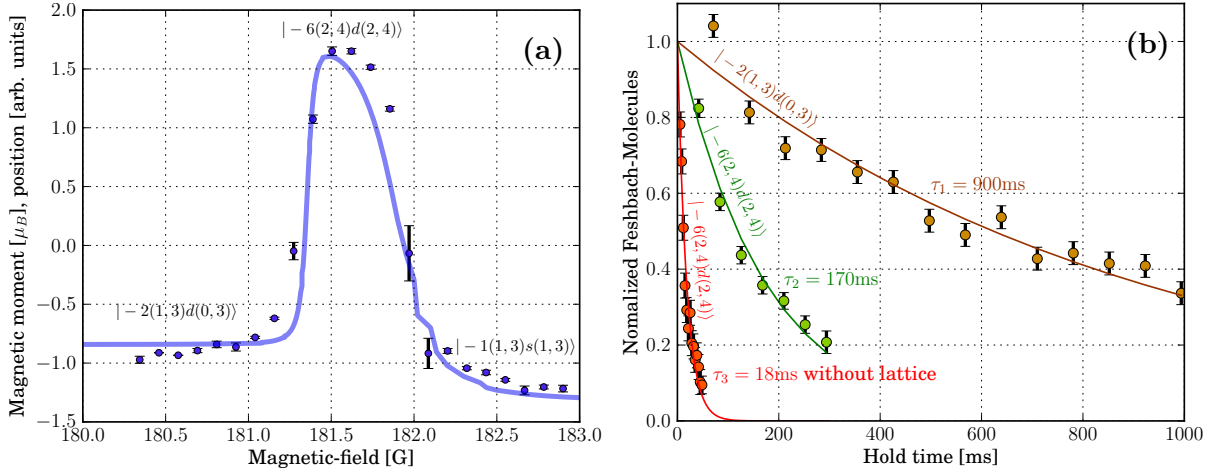 (a)
|−6(2,4)d(2,4)⟩
|−2(1,3)d(0,3)⟩
|−1(1,3)s(1,3)⟩
Magnetic moment [μ_B], position [arb. units]
2.0
1.5
1.0
0.5
0.0
−0.5
−1.0
−1.5
180.0 180.5 181.0 181.5 182.0 182.5 183.0
Magnetic-field [G]
(b)
|−2(1,3)d(0,3)⟩
|−6(2,4)d(2,4)⟩
|−6(2,4)d(2,4)⟩
τ₁ = 900ms
τ₂ = 170ms
τ₃ = 18ms without lattice
Nomalized Feshbach-Molecules
1.0
0.8
0.6
0.4
0.2
0.0
0 200 400 600 800 1000
Hold time [ms]